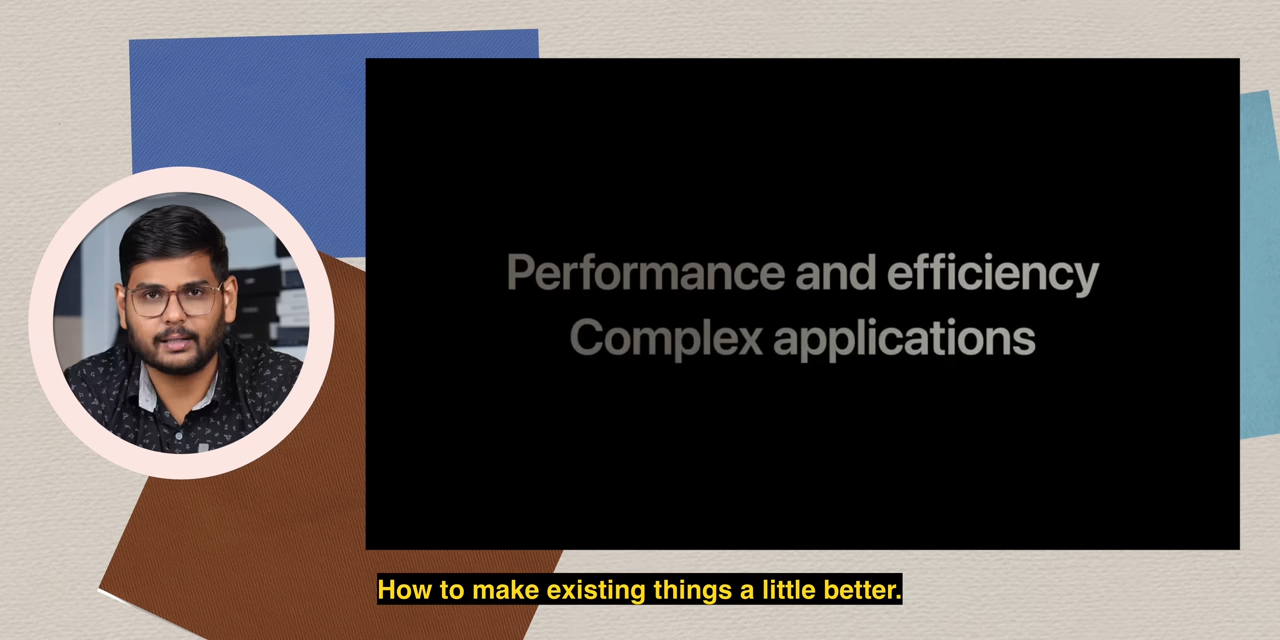 Performance and efficiency
Complex applications
How to make existing things a little better.